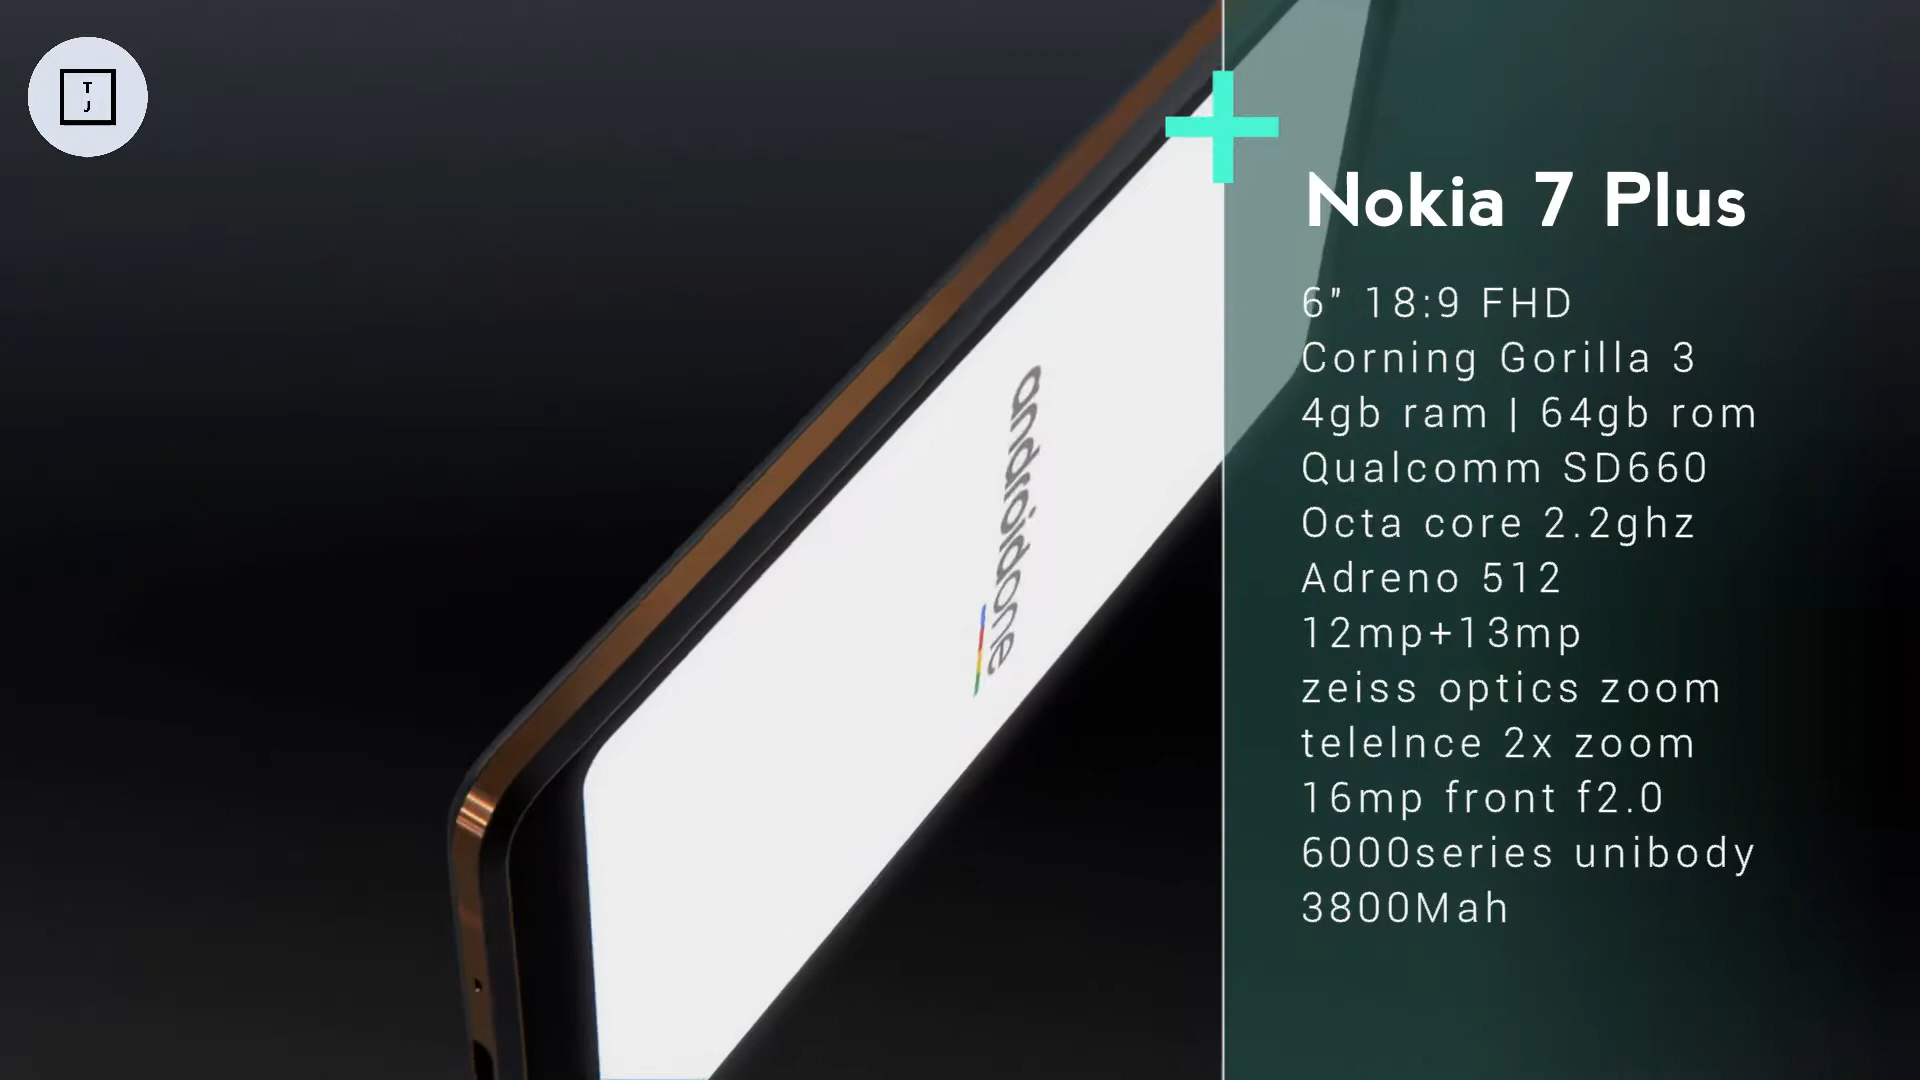 T
J
androidone
Nokia 7 Plus
6" 18:9 FHD
Corning Gorilla 3
4gb ram | 64gb rom
Qualcomm SD660
Octa core 2.2ghz
Adreno 512
12mp+13mp
zeiss optics zoom
telelnce 2x zoom
16mp front f2.0
6000series unibody
3800Mah